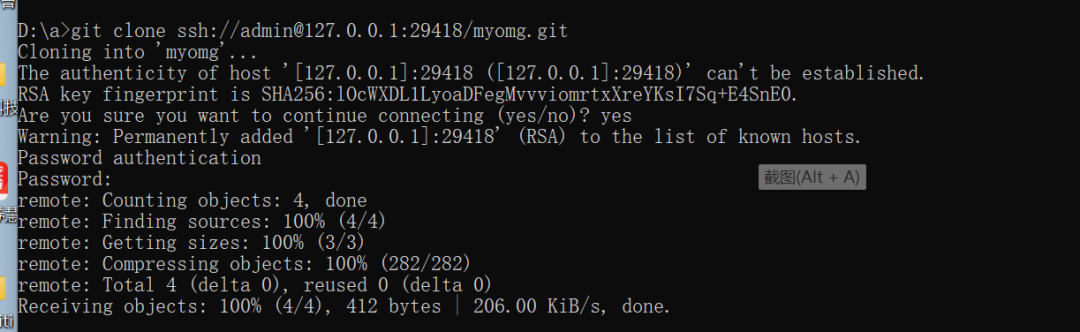 D:\a>git clone ssh://admin@127.0.0.1:29418/myomg.git
Cloning into 'myomg'...
The authenticity of host '[127.0.0.1]:29418 ([127.0.0.1]:29418)' can't be established.
RSA key fingerprint is SHA256:lOcWXDL1LyoaDFegMvvviomrtxXreYKsI7Sq+E4SnE0.
Are you sure you want to continue connecting (yes/no)? yes
Warning: Permanently added '[127.0.0.1]:29418' (RSA) to the list of known hosts.
Password authentication
Password:
截图(Alt + A)
remote: Counting objects: 4, done
remote: Finding sources: 100% (4/4)
remote: Getting sizes: 100% (3/3)
remote: Compressing objects: 100% (282/282)
remote: Total 4 (delta 0), reused 0 (delta 0)
Receiving objects: 100% (4/4), 412 bytes | 206.00 KiB/s, done.